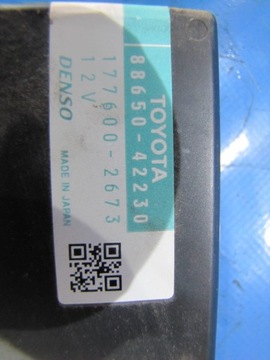 TOYOTA
88650-42230
177600-2673
12V
DENSO MADE IN JAPAN